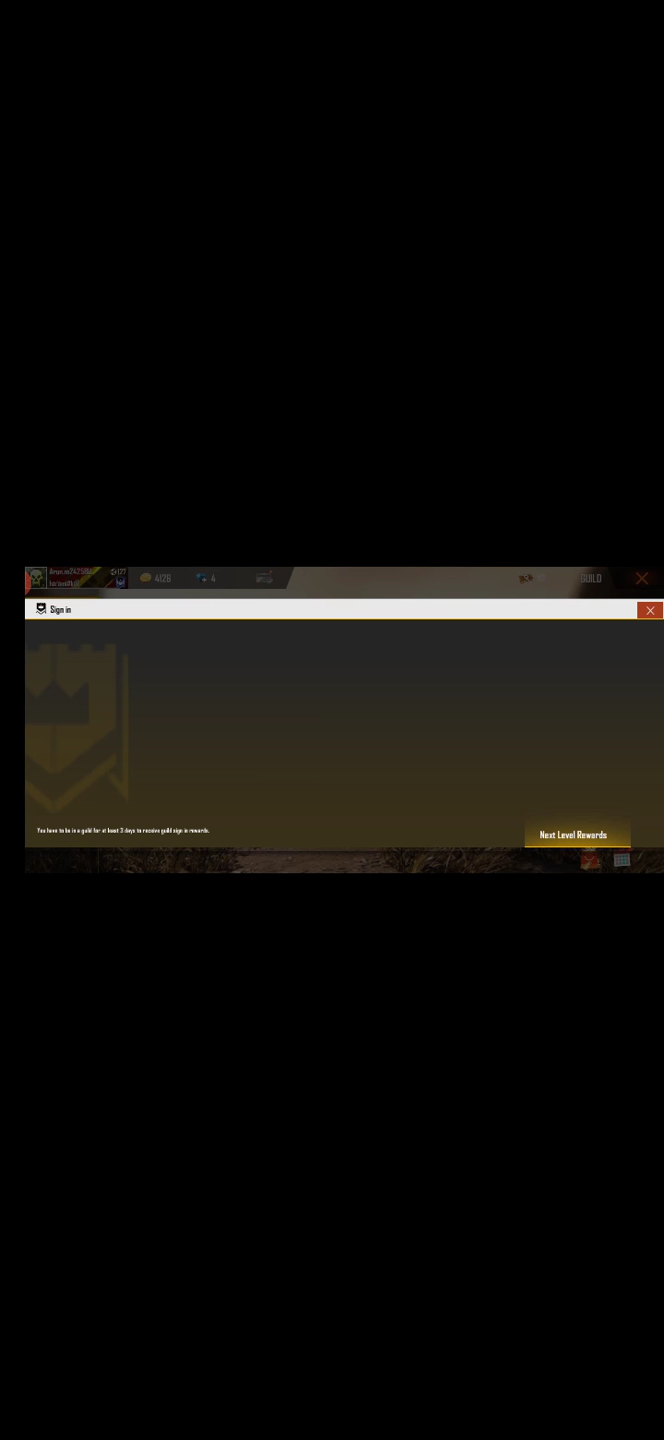 4126
4
GUILD
Sign in
You have to be in a guild for at least 3 days to receive guild sign in rewards.
Next Level Rewards